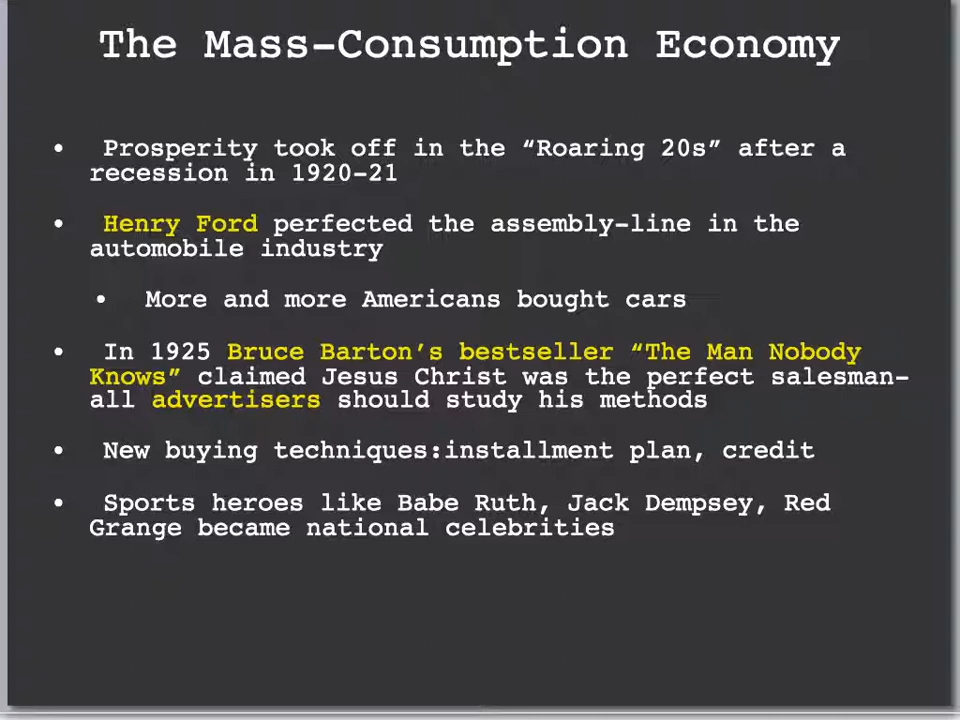 The Mass-Consumption Economy
• Prosperity took off in the “Roaring 20s” after a
recession in 1920-21
• Henry Ford perfected the assembly-line in the
automobile industry
• More and more Americans bought cars
• In 1925 Bruce Barton’s bestseller “The Man Nobody
Knows” claimed Jesus Christ was the perfect salesman-
all advertisers should study his methods
• New buying techniques:installment plan, credit
• Sports heroes like Babe Ruth, Jack Dempsey, Red
Grange became national celebrities